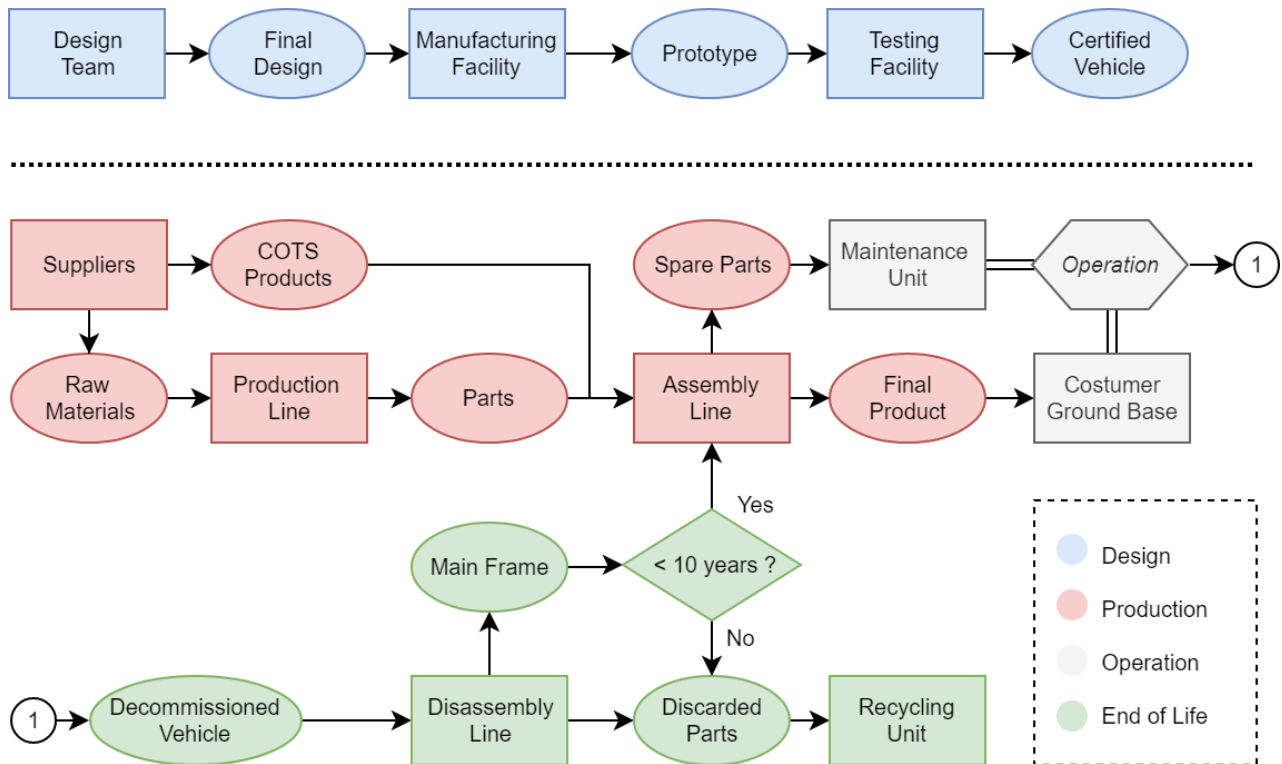 Design
Team
Final
Design
Manufacturing
Facility
Prototype
Testing
Facility
Certified
Vehicle
Suppliers
COTS
Products
Spare Parts
Maintenance
Unit
Operation
1
Raw
Materials
Production
Line
Parts
Assembly
Line
Final
Product
Costumer
Ground Base
Yes
Main Frame
< 10 years ?
No
1
Decommissioned
Vehicle
Disassembly
Line
Discarded
Parts
Recycling
Unit
Design
Production
Operation
End of Life